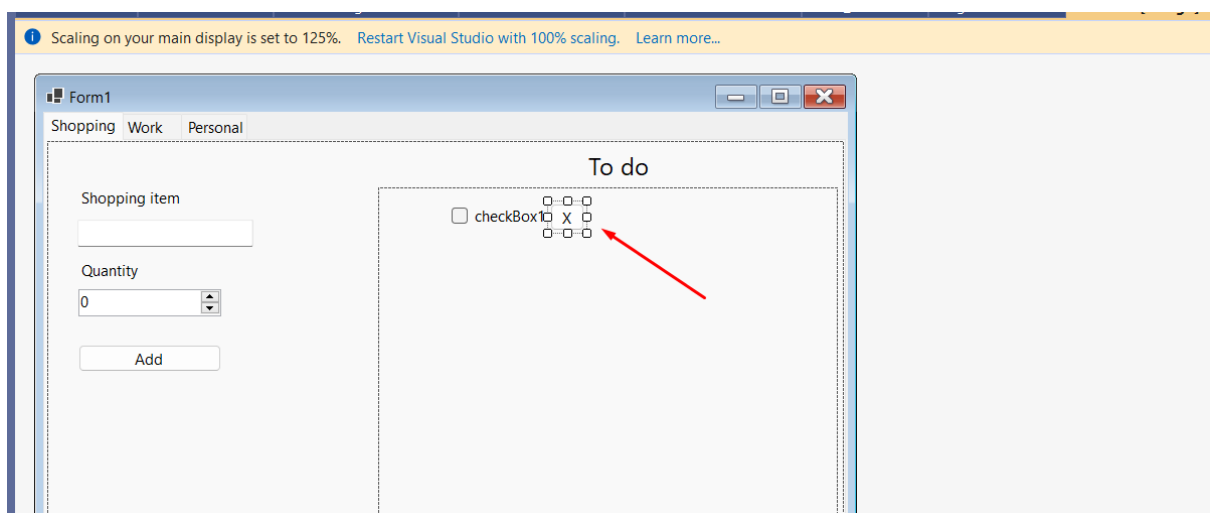 Scaling on your main display is set to 125%. Restart Visual Studio with 100% scaling. Learn more...
Form1
Shopping Work Personal
To do
Shopping item
checkBox1 X
Quantity
0
Add